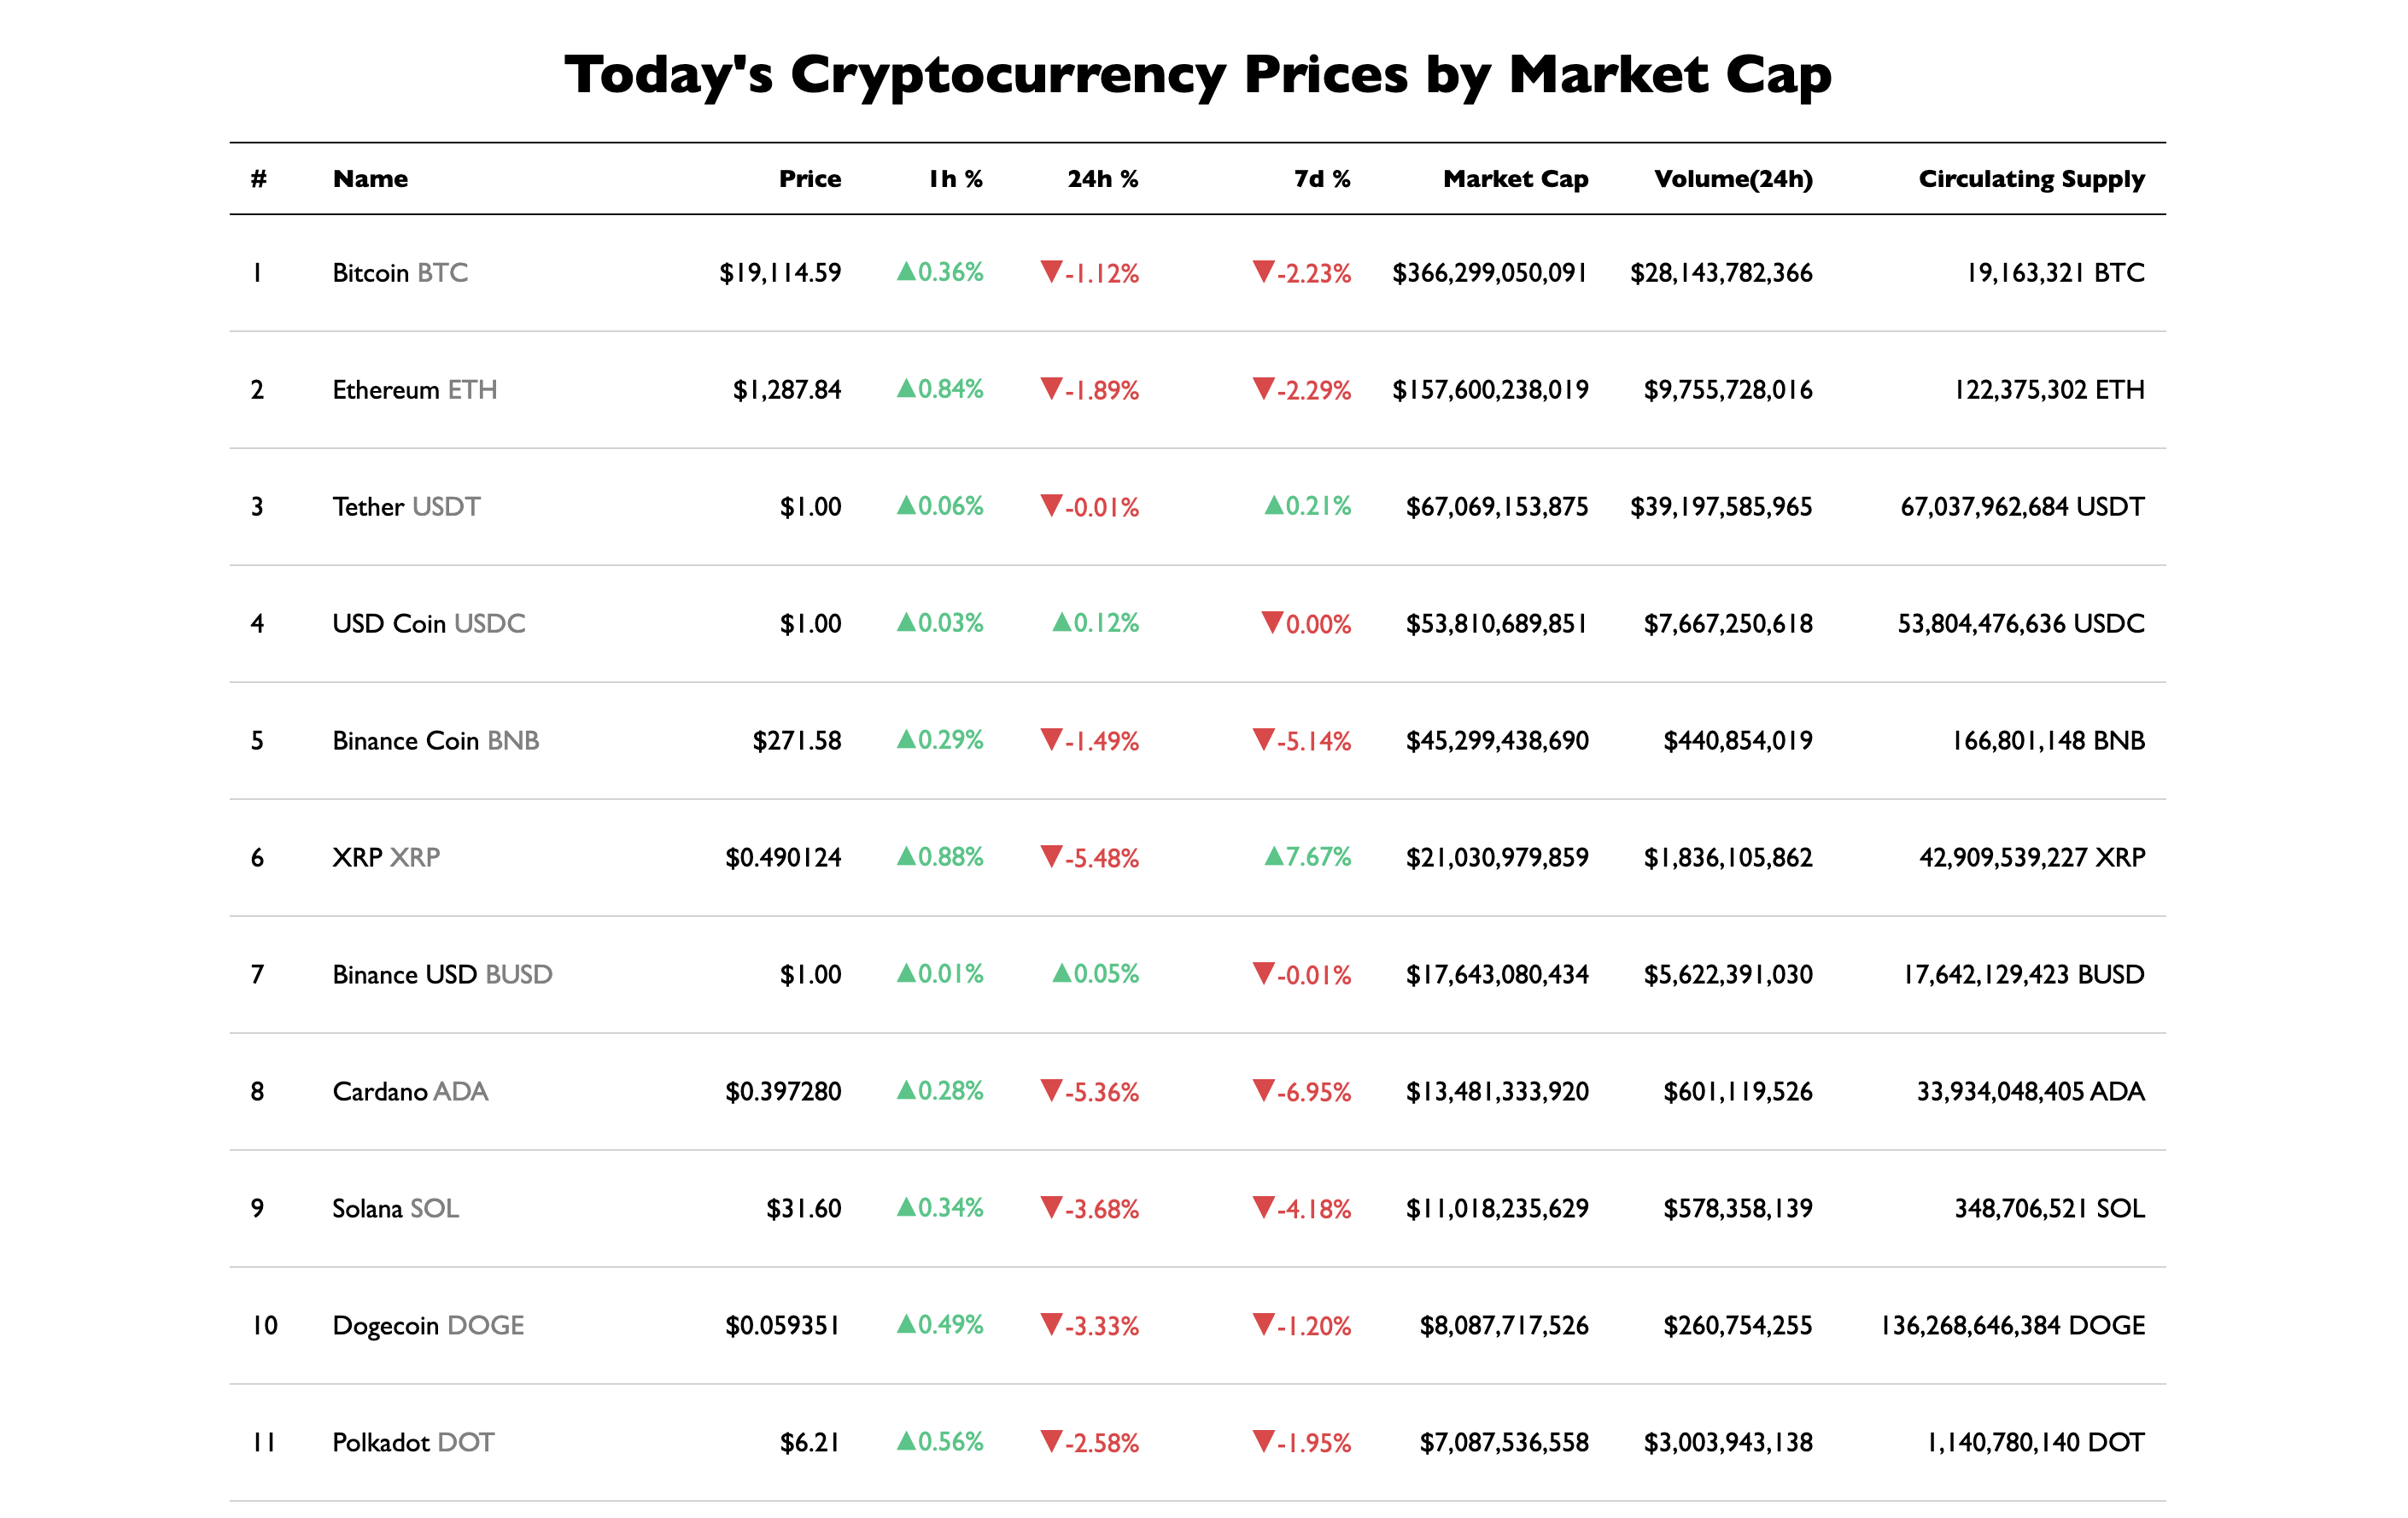 Today's Cryptocurrency Prices by Market Cap
# Name Price 1h % 24h % 7d % Market Cap Volume(24h) Circulating Supply
1 Bitcoin BTC $19,114.59 ▲0.36% ▼-1.12% ▼-2.23% $366,299,050,091 $28,143,782,366 19,163,321 BTC
2 Ethereum ETH $1,287.84 ▲0.84% ▼-1.89% ▼-2.29% $157,600,238,019 $9,755,728,016 122,375,302 ETH
3 Tether USDT $1.00 ▲0.06% ▼-0.01% ▲0.21% $67,069,153,875 $39,197,585,965 67,037,962,684 USDT
4 USD Coin USDC $1.00 ▲0.03% ▲0.12% ▼0.00% $53,810,689,851 $7,667,250,618 53,804,476,636 USDC
5 Binance Coin BNB $271.58 ▲0.29% ▼-1.49% ▼-5.14% $45,299,438,690 $440,854,019 166,801,148 BNB
6 XRP XRP $0.490124 ▲0.88% ▼-5.48% ▲7.67% $21,030,979,859 $1,836,105,862 42,909,539,227 XRP
7 Binance USD BUSD $1.00 ▲0.01% ▲0.05% ▼-0.01% $17,643,080,434 $5,622,391,030 17,642,129,423 BUSD
8 Cardano ADA $0.397280 ▲0.28% ▼-5.36% ▼-6.95% $13,481,333,920 $601,119,526 33,934,048,405 ADA
9 Solana SOL $31.60 ▲0.34% ▼-3.68% ▼-4.18% $11,018,235,629 $578,358,139 348,706,521 SOL
10 Dogecoin DOGE $0.059351 ▲0.49% ▼-3.33% ▼-1.20% $8,087,717,526 $260,754,255 136,268,646,384 DOGE
11 Polkadot DOT $6.21 ▲0.56% ▼-2.58% ▼-1.95% $7,087,536,558 $3,003,943,138 1,140,780,140 DOT